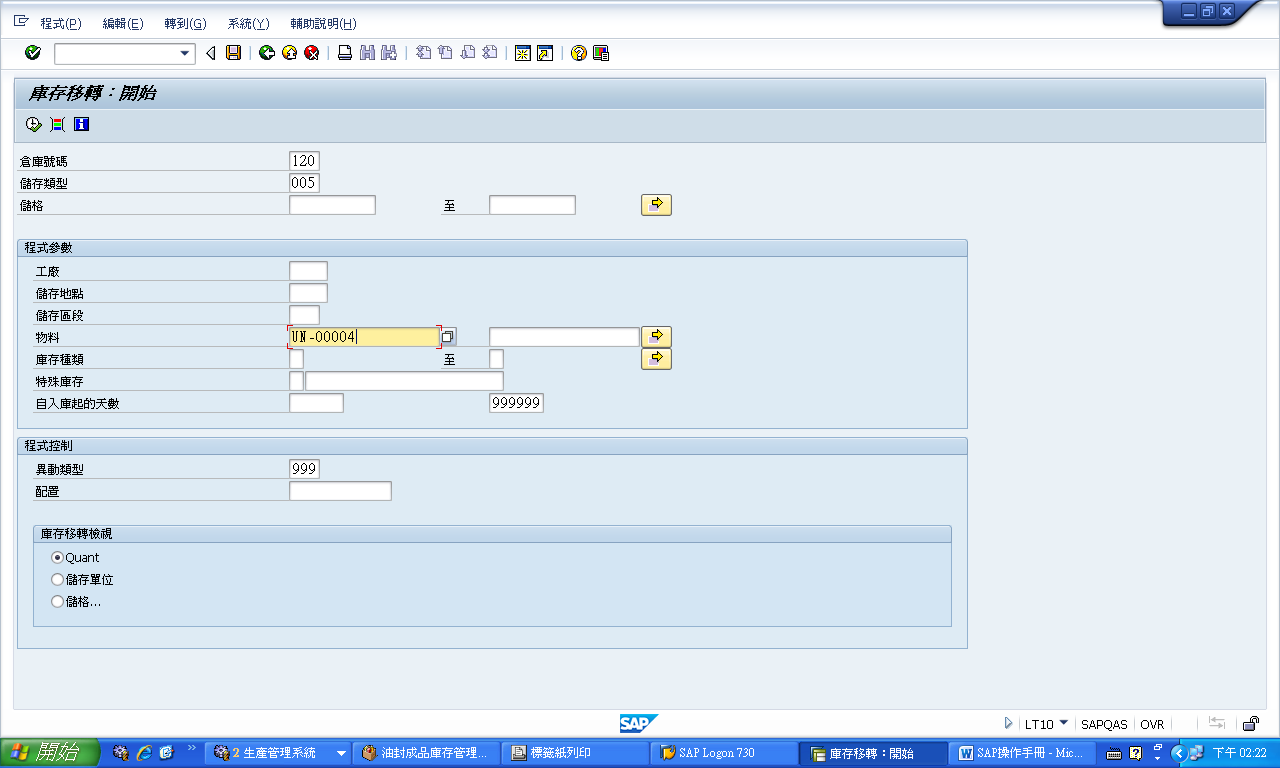 程式(P) 編輯(E) 轉到(G) 系統(Y) 輔助說明(H)
庫存移轉：開始
倉庫號碼 120
儲存類型 005
儲格 至
程式參數
工廠
儲存地點
儲存區段
物料 UN-00004
庫存種類 至
特殊庫存
自入庫起的天數 999999
程式控制
異動類型 999
配置
庫存移轉檢視
Quant
儲存單位
儲格...
SAP LT10 SAPQAS OVR
開始 2 生產管理系統 油封成品庫存管理... 標籤紙列印 SAP Logon 730 庫存移轉：開始 SAP操作手冊 - Mic... 下午 02:22